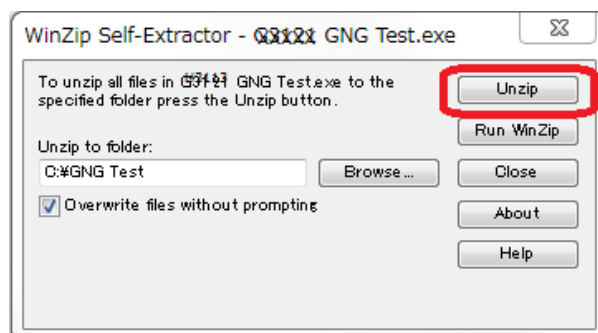 WinZip Self-Extractor - GNG Test.exe
To unzip all files in GNG Test.exe to the
specified folder press the Unzip button.
Unzip
Run WinZip
Unzip to folder:
C:¥GNG Test
Browse...
Close
Overwrite files without prompting
About
Help